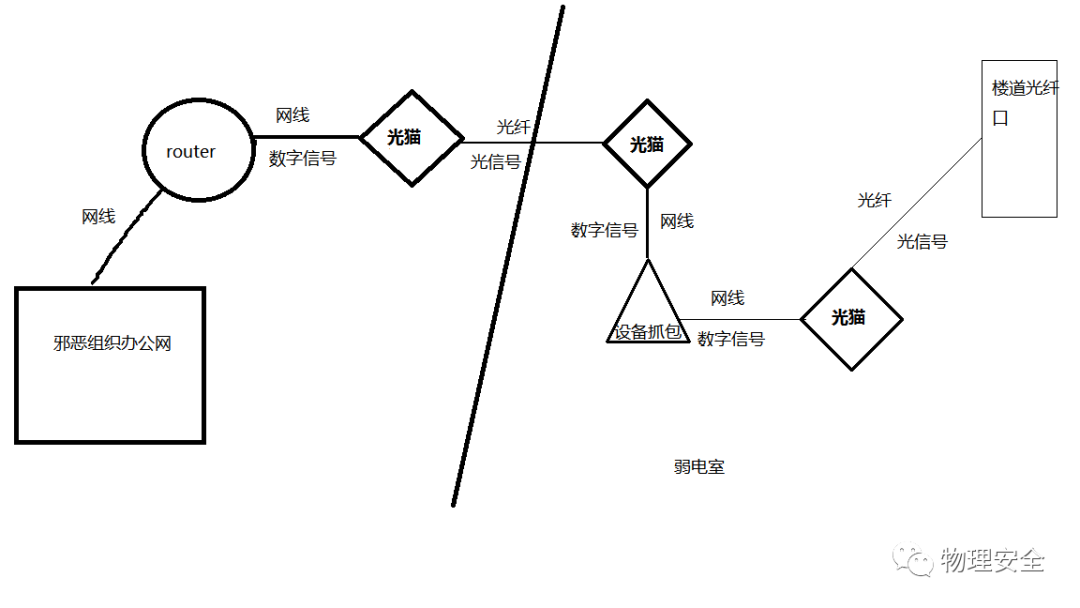 网线
router
数字信号
光猫
光纤
光信号
光猫
楼道光纤
口
网线
邪恶组织办公网
数字信号
网线
设备抓包
网线
数字信号
光猫
光纤
光信号
弱电室
物理安全